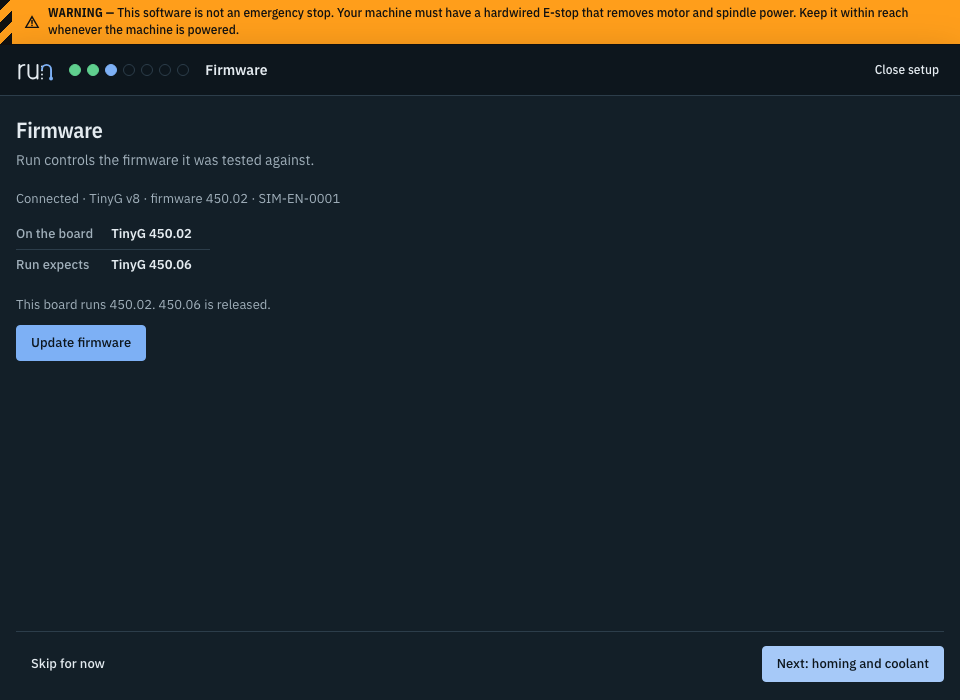 WARNING — This software is not an emergency stop. Your machine must have a hardwired E-stop that removes motor and spindle power. Keep it within reach
whenever the machine is powered.
run
Firmware
Close setup
Firmware
Run controls the firmware it was tested against.
Connected · TinyG v8 · firmware 450.02 · SIM-EN-0001
On the board TinyG 450.02
Run expects TinyG 450.06
This board runs 450.02. 450.06 is released.
Update firmware
Skip for now
Next: homing and coolant